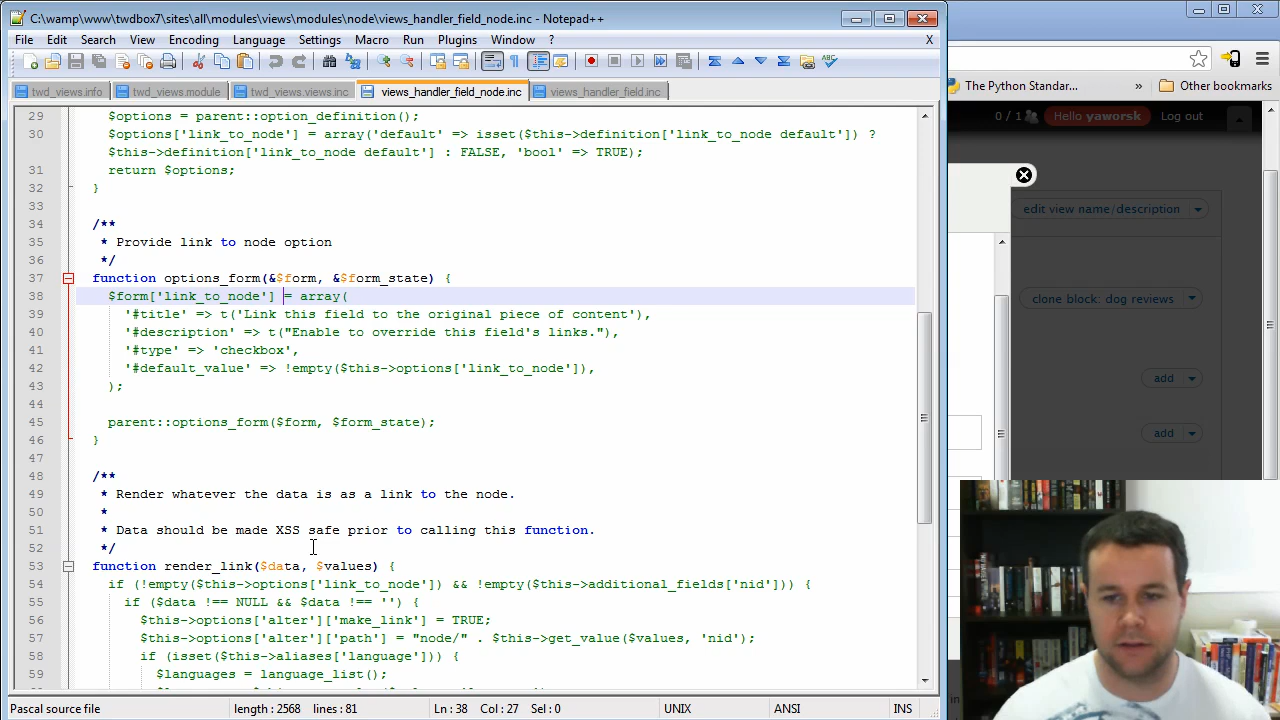 C:\wamp\www\twdbox7\sites\all\modules\views\modules\node\views_handler_field_node.inc - Notepad++
File Edit Search View Encoding Language Settings Macro Run Plugins Window ? X
twd_views.info twd_views.module twd_views.views.inc views_handler_field_node.inc views_handler_field.inc
The Python Standar... » Other bookmarks
0 / 1 Hello yaworsk Log out
edit view name/description
clone block: dog reviews
add
add
in
29 $options = parent::option_definition();
30 $options['link_to_node'] = array('default' => isset($this->definition['link_to_node default']) ?
$this->definition['link_to_node default'] : FALSE, 'bool' => TRUE);
31 return $options;
32 }
33
34 /**
35 * Provide link to node option
36 */
37 function options_form(&$form, &$form_state) {
38 $form['link_to_node'] = array(
39 '#title' => t('Link this field to the original piece of content'),
40 '#description' => t("Enable to override this field's links."),
41 '#type' => 'checkbox',
42 '#default_value' => !empty($this->options['link_to_node']),
43 );
44
45 parent::options_form($form, $form_state);
46 }
47
48 /**
49 * Render whatever the data is as a link to the node.
50 *
51 * Data should be made XSS safe prior to calling this function.
52 */
53 function render_link($data, $values) {
54 if (!empty($this->options['link_to_node']) && !empty($this->additional_fields['nid'])) {
55 if ($data !== NULL && $data !== '') {
56 $this->options['alter']['make_link'] = TRUE;
57 $this->options['alter']['path'] = "node/" . $this->get_value($values, 'nid');
58 if (isset($this->aliases['language'])) {
59 $languages = language_list();
Pascal source file length : 2568 lines : 81 Ln : 38 Col : 27 Sel : 0 UNIX ANSI INS